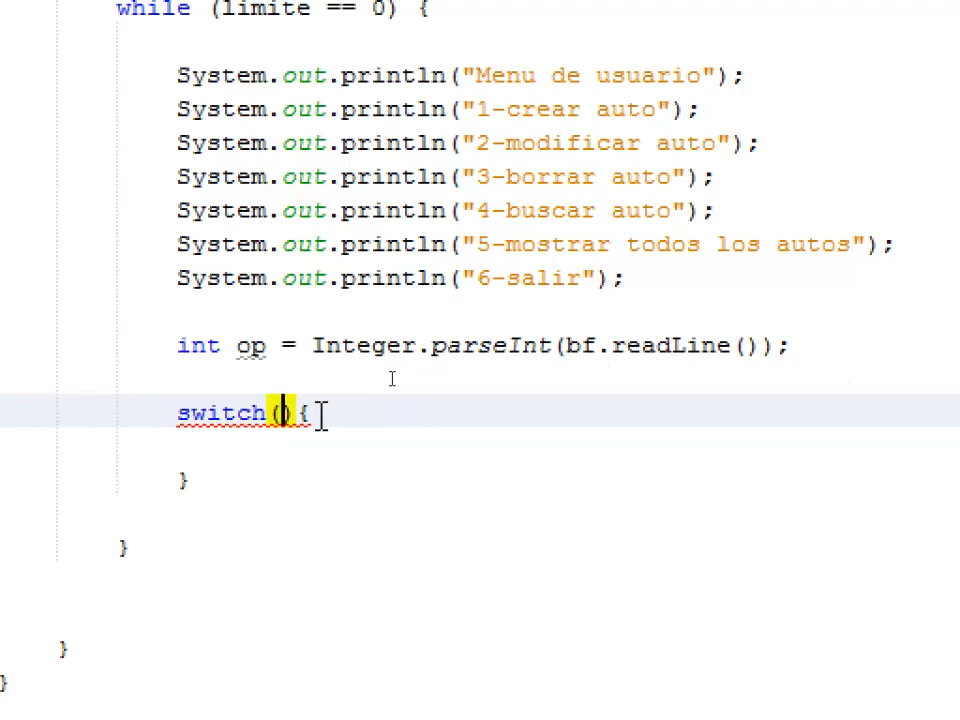 while (limite == 0) {
System.out.println("Menu de usuario");
System.out.println("1-crear auto");
System.out.println("2-modificar auto");
System.out.println("3-borrar auto");
System.out.println("4-buscar auto");
System.out.println("5-mostrar todos los autos");
System.out.println("6-salir");
int op = Integer.parseInt(bf.readLine());
switch(){
}
}
}
}